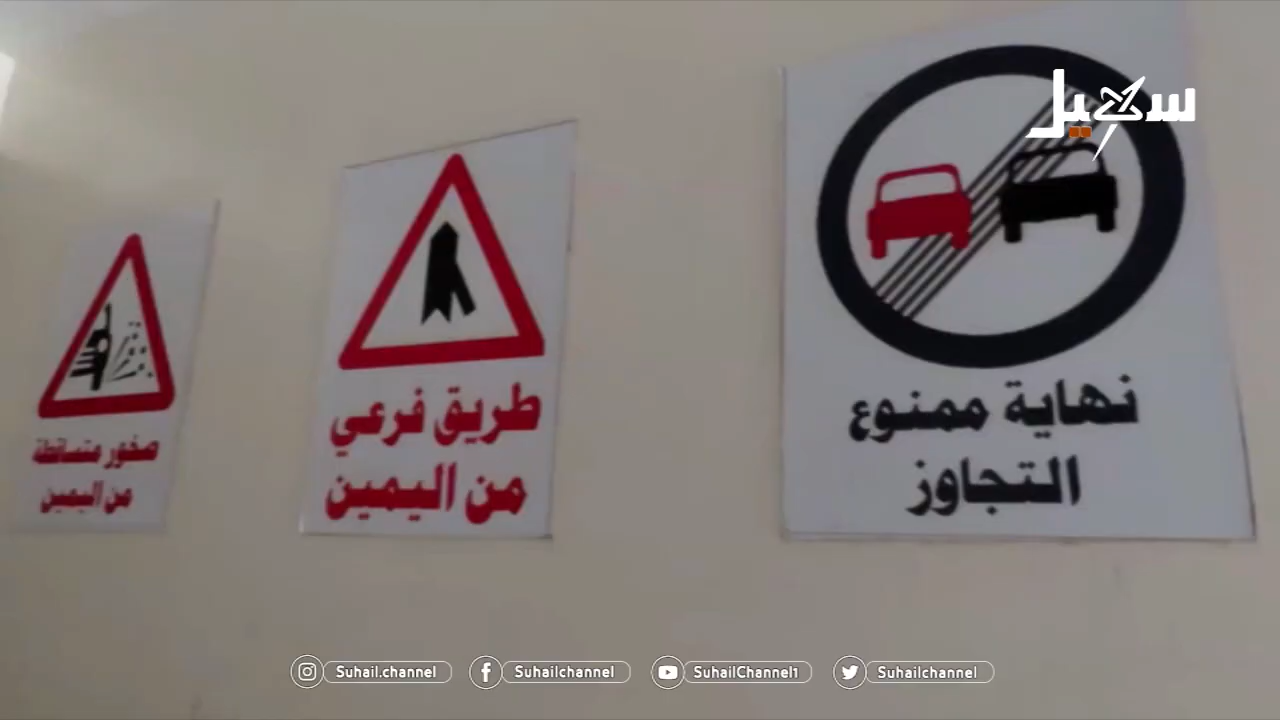 سهيل
نهاية ممنوع
التجاوز
طريق فرعي
من اليمين
صخور متساقطة
من اليمين
Suhail.channel
Suhailchannel
SuhailChannel1
Suhailchannel